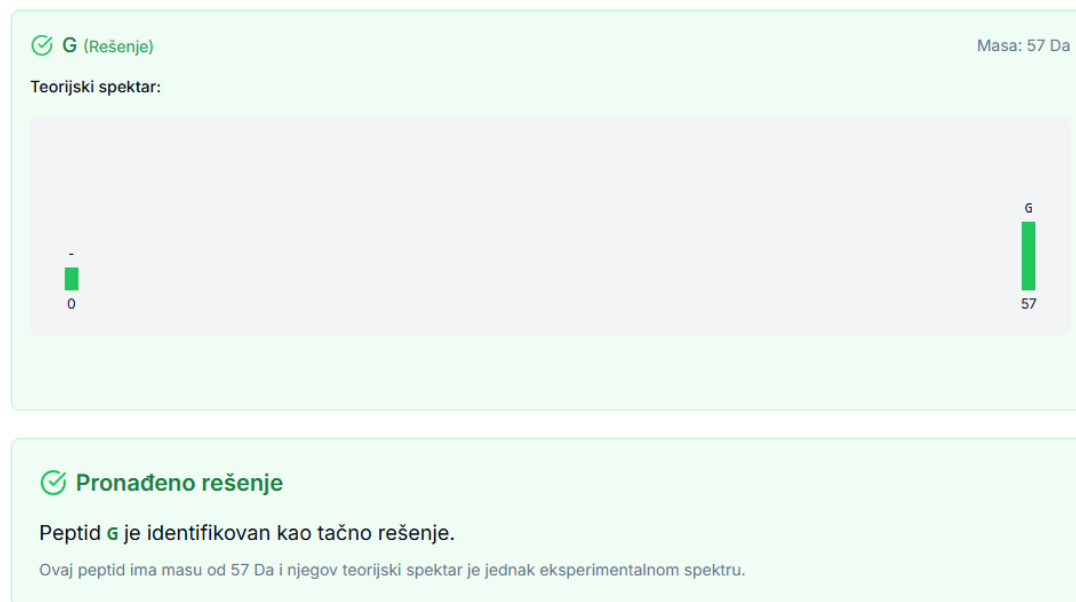 G (Rešenje)
Masa: 57 Da
Teorijski spektar:
G
-
0
57
Pronađeno rešenje
Peptid G je identifikovan kao tačno rešenje.
Ovaj peptid ima masu od 57 Da i njegov teorijski spektar je jednak eksperimentalnom spektru.